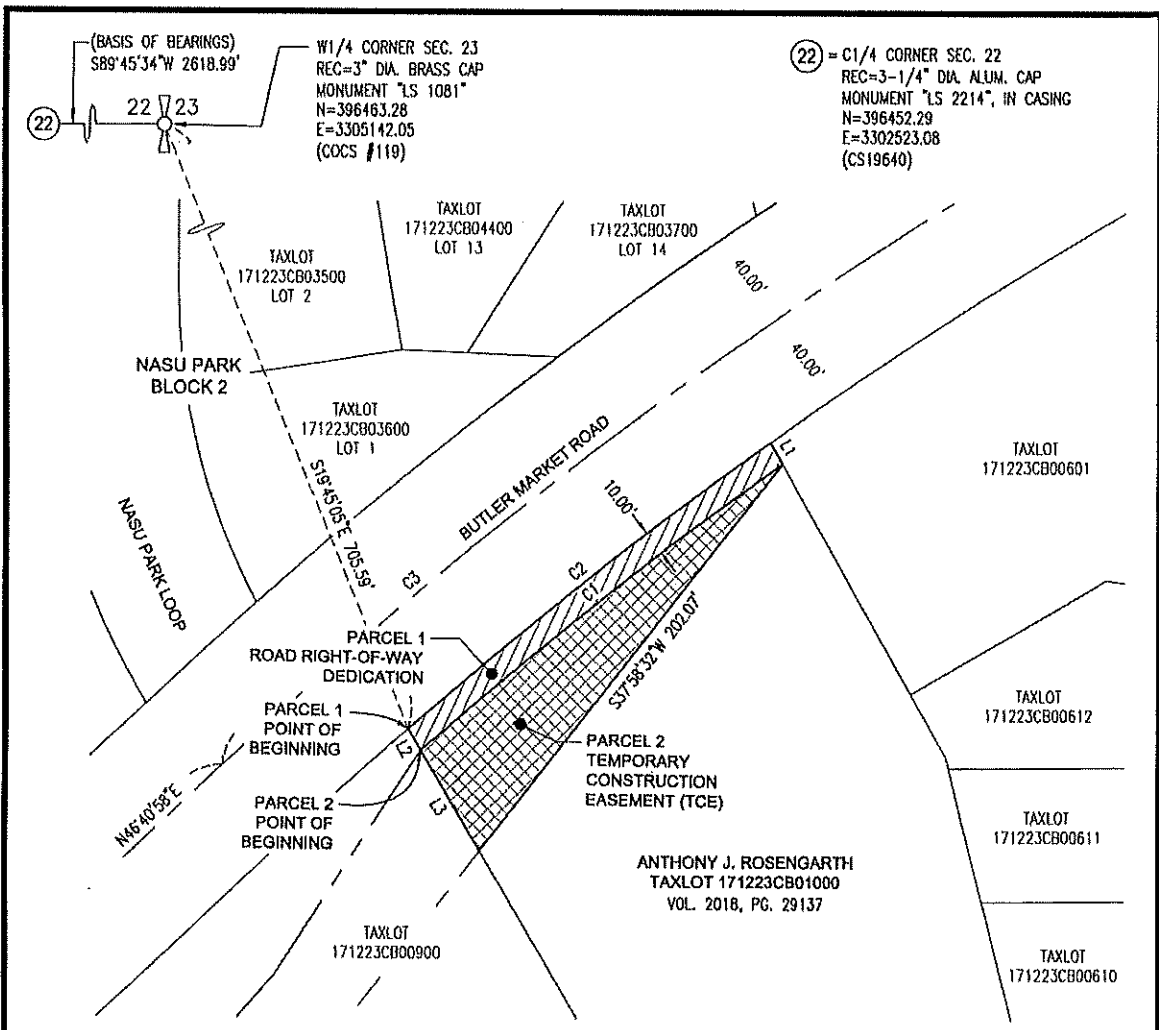 (BASIS OF BEARINGS)
S89°45'34"W 2618.99'
22
22 23
W1/4 CORNER SEC. 23
REC=3" DIA. BRASS CAP
MONUMENT "LS 1081"
N=396463.28
E=3305142.05
(COCS #119)
22 = C1/4 CORNER SEC. 22
REC=3-1/4" DIA. ALUM. CAP
MONUMENT "LS 2214", IN CASING
N=396452.29
E=3302523.08
(CS19640)
TAXLOT
171223CB03500
LOT 2
TAXLOT
171223CB04400
LOT 13
TAXLOT
171223CB03700
LOT 14
40.00'
40.00'
NASU PARK
BLOCK 2
TAXLOT
171223CB03600
LOT 1
S19°45'05"E 705.59'
NASU PARK LOOP
BUTLER MARKET ROAD
C3
10.00'
C2
C1
L1
TAXLOT
171223CB00601
PARCEL 1
ROAD RIGHT-OF-WAY
DEDICATION
S37°58'32"W 202.07'
PARCEL 1
POINT OF
BEGINNING
L2
PARCEL 2
TEMPORARY
CONSTRUCTION
EASEMENT (TCE)
TAXLOT
171223CB00612
N46°40'58"E
PARCEL 2
POINT OF
BEGINNING
L3
TAXLOT
171223CB00611
ANTHONY J. ROSENGARTH
TAXLOT 171223CB01000
VOL. 2018, PG. 29137
TAXLOT
171223CB00900
TAXLOT
171223CB00610